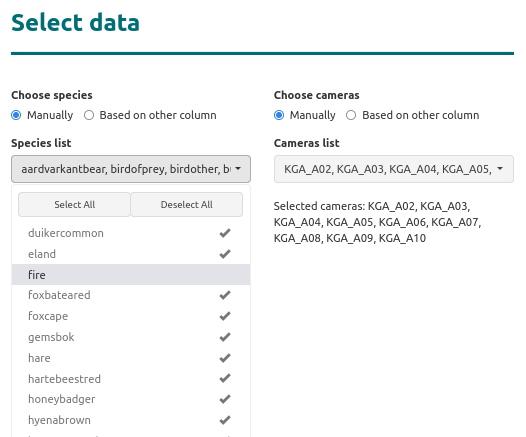 Select data
Choose species
Manually Based on other column
Species list
aardvarkantbear, birdofprey, birdother, b
Select All Deselect All
duikercommon
eland
fire
foxbateared
foxcape
gemsbok
hare
hartebeestred
honeybadger
hyenabrown
Choose cameras
Manually Based on other column
Cameras list
KGA_A02, KGA_A03, KGA_A04, KGA_A05,
Selected cameras: KGA_A02, KGA_A03,
KGA_A04, KGA_A05, KGA_A06, KGA_A07,
KGA_A08, KGA_A09, KGA_A10